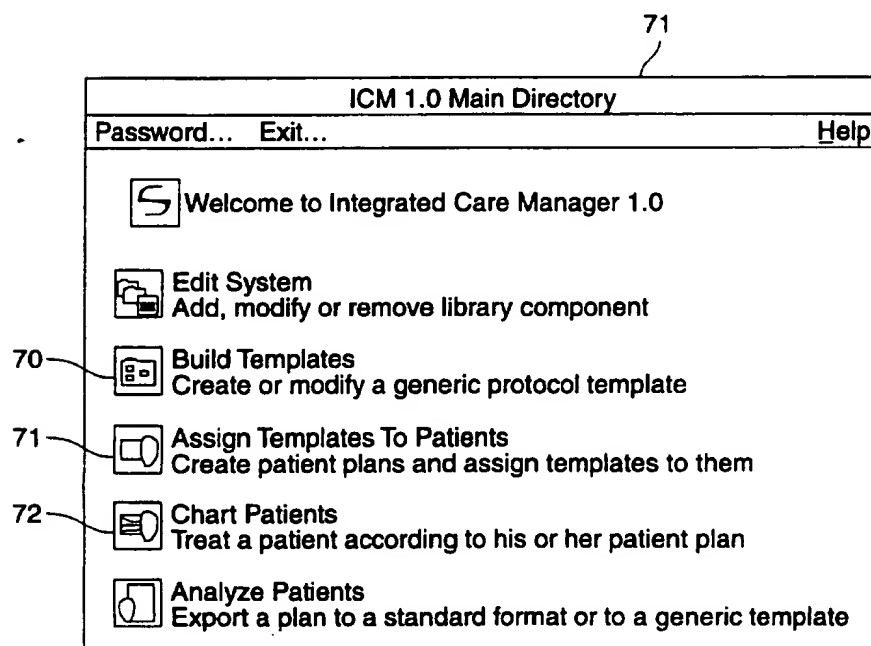 71
ICM 1.0 Main Directory
Password... Exit... Help
Welcome to Integrated Care Manager 1.0
Edit System
Add, modify or remove library component
70
Build Templates
Create or modify a generic protocol template
71
Assign Templates To Patients
Create patient plans and assign templates to them
72
Chart Patients
Treat a patient according to his or her patient plan
Analyze Patients
Export a plan to a standard format or to a generic template